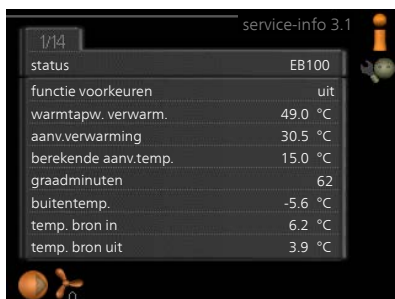 service-info 3.1
1/14
status EB100
functie voorkeuren uit
warmtapw. verwarm. 49.0 °C
aanv.verwarming 30.5 °C
berekende aanv.temp. 15.0 °C
graadminuten 62
buitentemp. -5.6 °C
temp. bron in 6.2 °C
temp. bron uit 3.9 °C